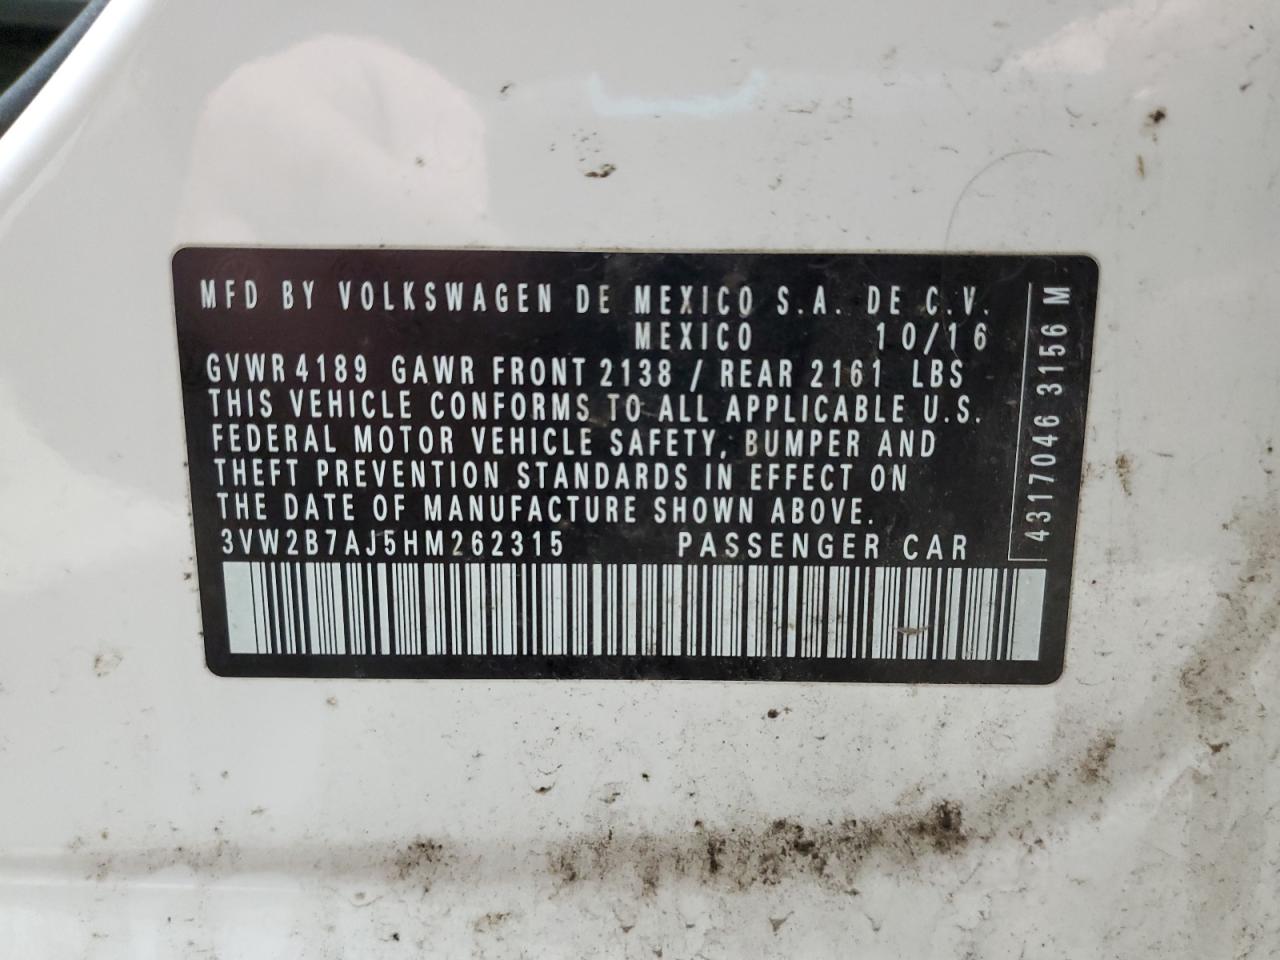 MFD BY VOLKSWAGEN DE MEXICO S.A. DE C.V.
MEXICO 10/16
GVWR 4189 GAWR FRONT 2138 / REAR 2161 LBS
THIS VEHICLE CONFORMS TO ALL APPLICABLE U.S.
FEDERAL MOTOR VEHICLE SAFETY, BUMPER AND
THEFT PREVENTION STANDARDS IN EFFECT ON
THE DATE OF MANUFACTURE SHOWN ABOVE.
3VW2B7AJ5HM262315 PASSENGER CAR
4317046 3156 M